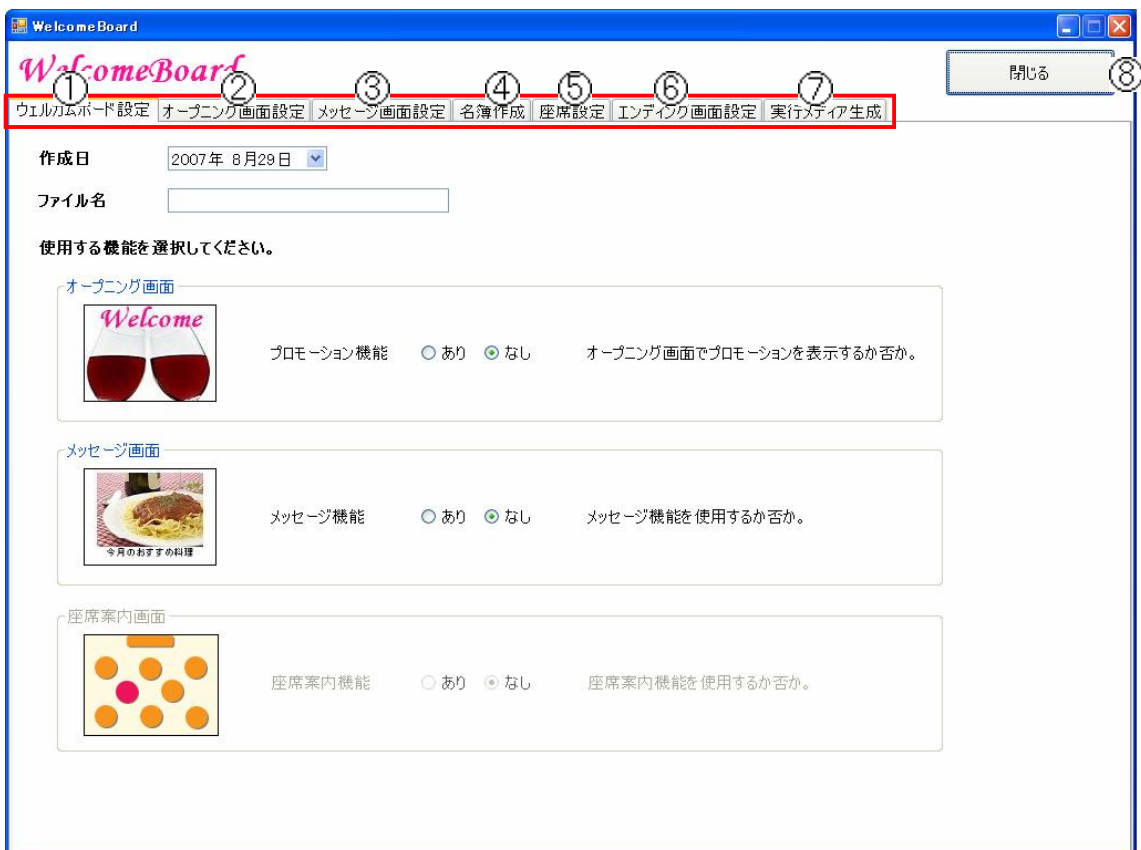 WelcomeBoard
WelcomeBoard
閉じる ⑧
① ② ③ ④ ⑤ ⑥ ⑦
ウェルカムボード設定 オープニング画面設定 メッセージ画面設定 名簿作成 座席設定 エンディング画面設定 実行メディア生成
作成日 2007年 8月29日
ファイル名
使用する機能を選択してください。
オープニング画面
Welcome
プロモーション機能 あり なし オープニング画面でプロモーションを表示するか否か。
メッセージ画面
メッセージ機能 あり なし メッセージ機能を使用するか否か。
今月のおすすめ料理
座席案内画面
座席案内機能 あり なし 座席案内機能を使用するか否か。